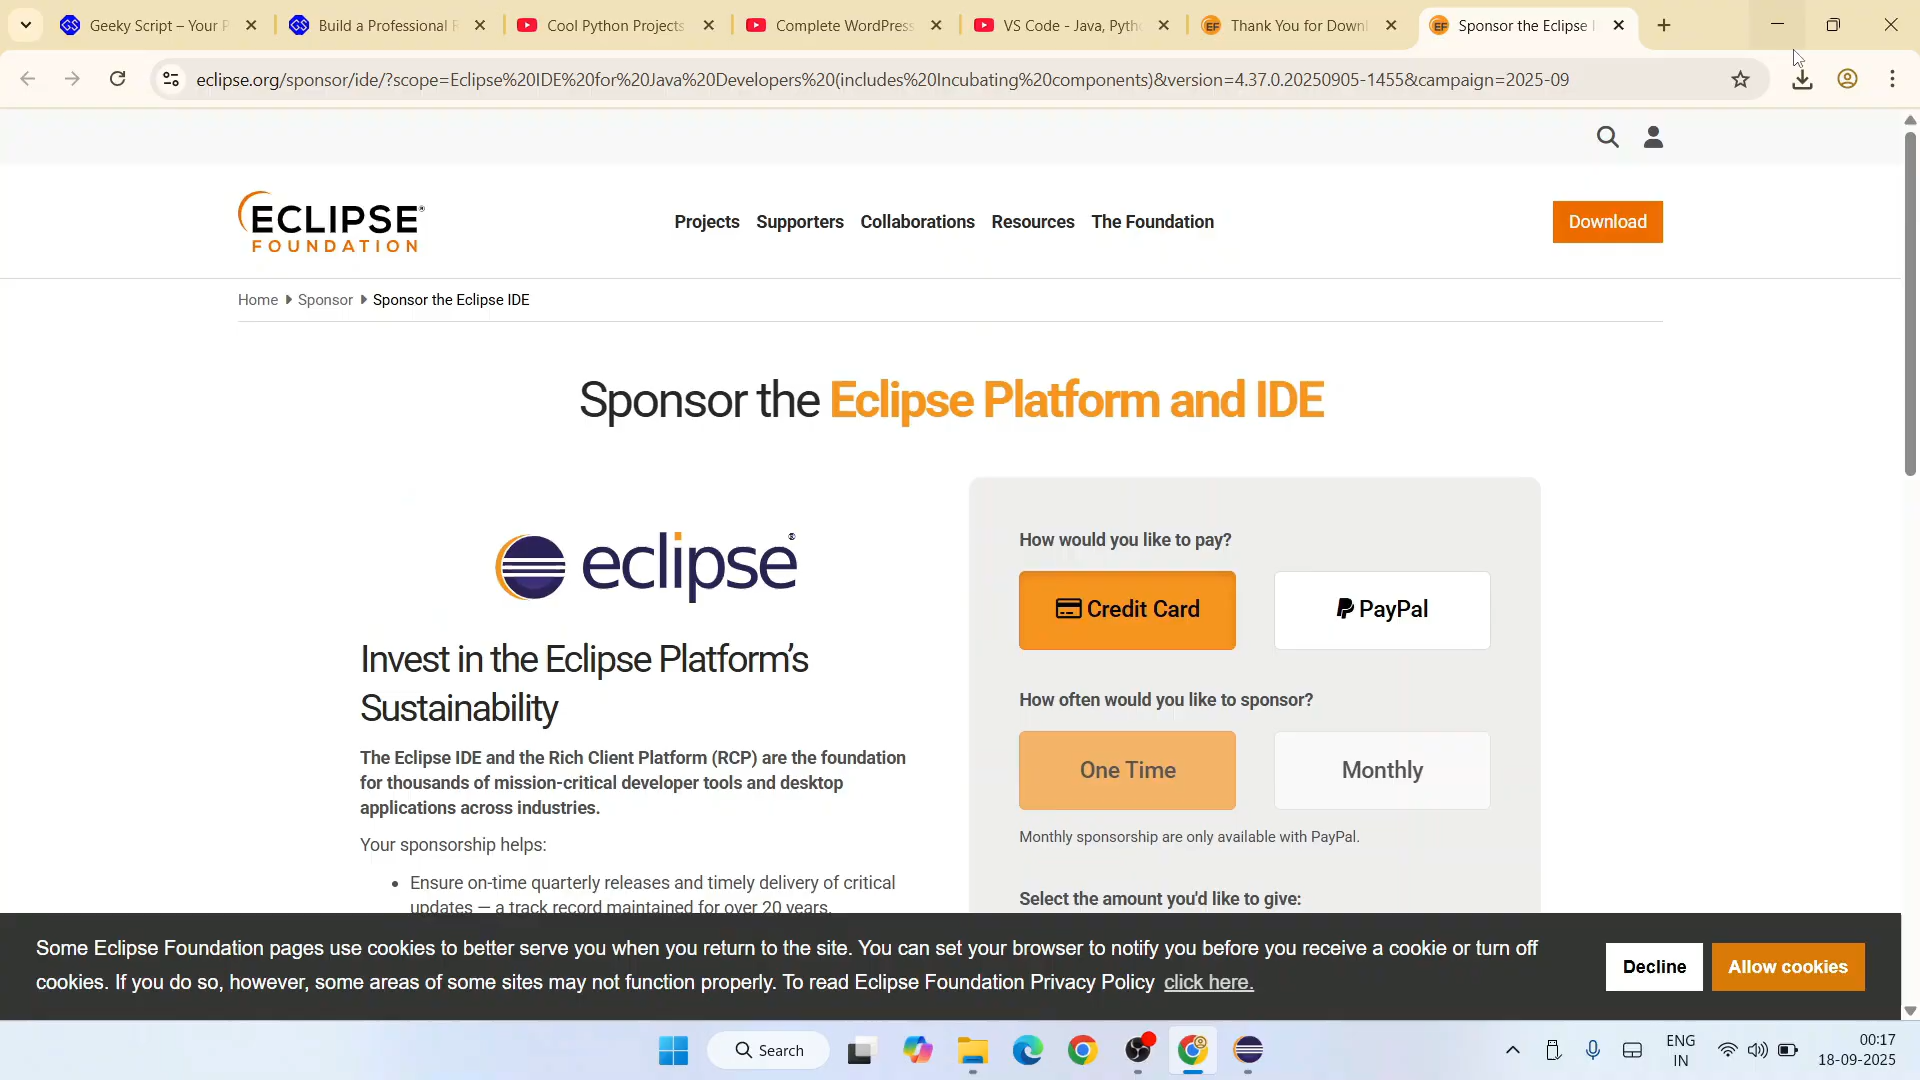 Geeky Script – Your P
Build a Professional R
Cool Python Projects
Complete WordPress
VS Code - Java, Pyth
Thank You for Downl
Sponsor the Eclipse I
eclipse.org/sponsor/ide/?scope=Eclipse%20IDE%20for%20Java%20Developers%20(includes%20Incubating%20components)&version=4.37.0.20250905-1455&campaign=2025-09
ECLIPSE®
FOUNDATION
Projects Supporters Collaborations Resources The Foundation
Download
Home Sponsor Sponsor the Eclipse IDE
Sponsor the Eclipse Platform and IDE
eclipse®
Invest in the Eclipse Platform's
Sustainability
The Eclipse IDE and the Rich Client Platform (RCP) are the foundation
for thousands of mission-critical developer tools and desktop
applications across industries.
Your sponsorship helps:
• Ensure on-time quarterly releases and timely delivery of critical
updates — a track record maintained for over 20 years.
How would you like to pay?
Credit Card
PayPal
How often would you like to sponsor?
One Time
Monthly
Monthly sponsorship are only available with PayPal.
Select the amount you'd like to give:
Some Eclipse Foundation pages use cookies to better serve you when you return to the site. You can set your browser to notify you before you receive a cookie or turn off
cookies. If you do so, however, some areas of some sites may not function properly. To read Eclipse Foundation Privacy Policy click here.
Decline
Allow cookies
Search
ENG
IN
00:17
18-09-2025